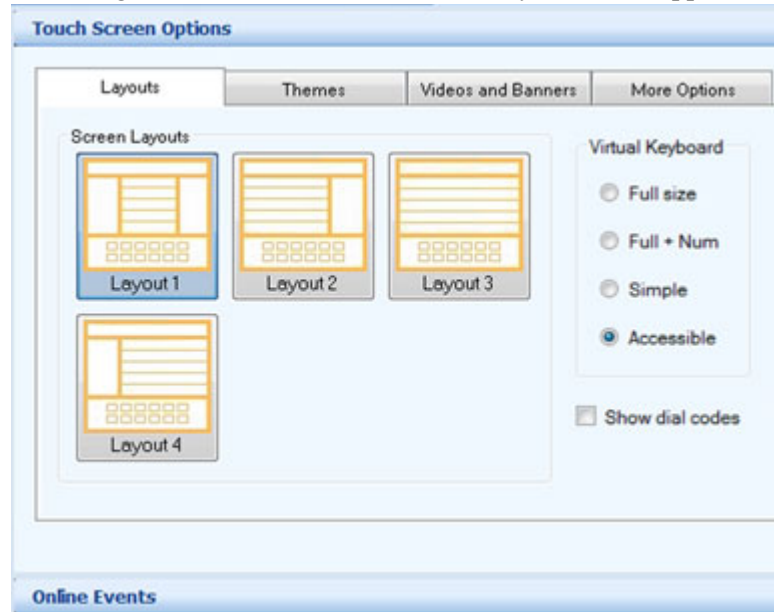 Touch Screen Options
Layouts
Themes
Videos and Banners
More Options
Screen Layouts
Layout 1
Layout 2
Layout 3
Layout 4
Virtual Keyboard
Full size
Full + Num
Simple
Accessible
Show dial codes
Online Events